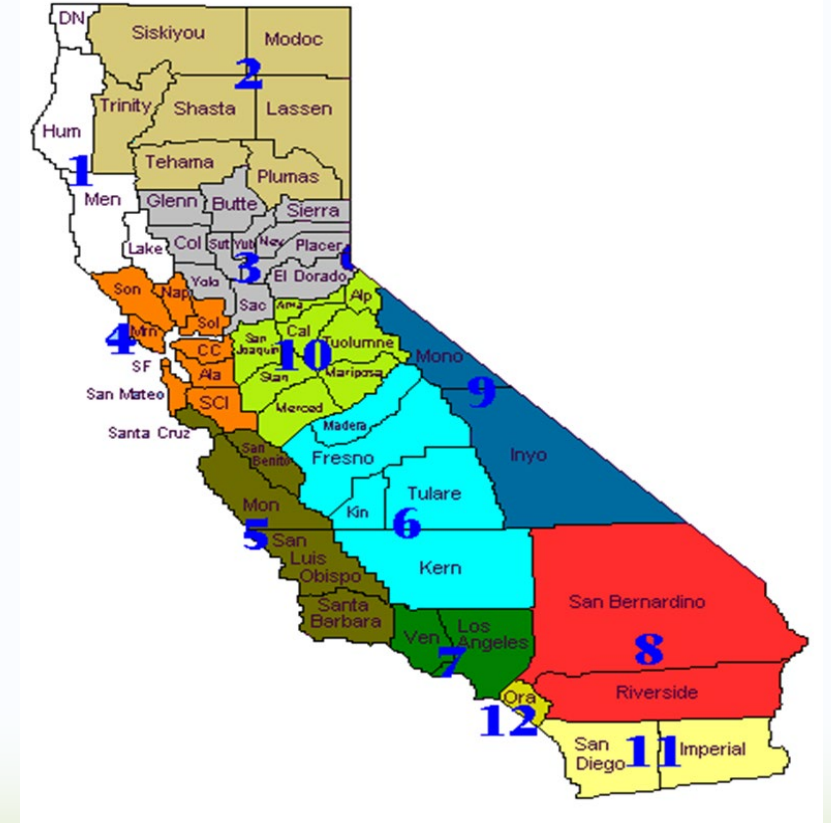 DN
Siskiyou
Modoc
2
Trinity
Shasta
Lassen
Hum
1
Tehama
Plumas
Men
Glenn
Butte
Sierra
Lake
Col
Sut
Yub
Nev
Placer
3
El Dorado
Yolo
Son
Nap
Sac
Ama
Alp
Sol
4
Mrn
San
Joaquin
Cal
Tuolumne
10
Mono
SF
CC
Ala
Stan
Mariposa
9
San Mateo
SCl
Merced
Santa Cruz
Madera
San
Benito
Fresno
Inyo
Tulare
Mon
Kin
6
5
San
Luis
Obispo
Kern
San Bernardino
Santa
Barbara
Ven
Los
Angeles
7
8
Ora
Riverside
12
San
Diego
11
Imperial